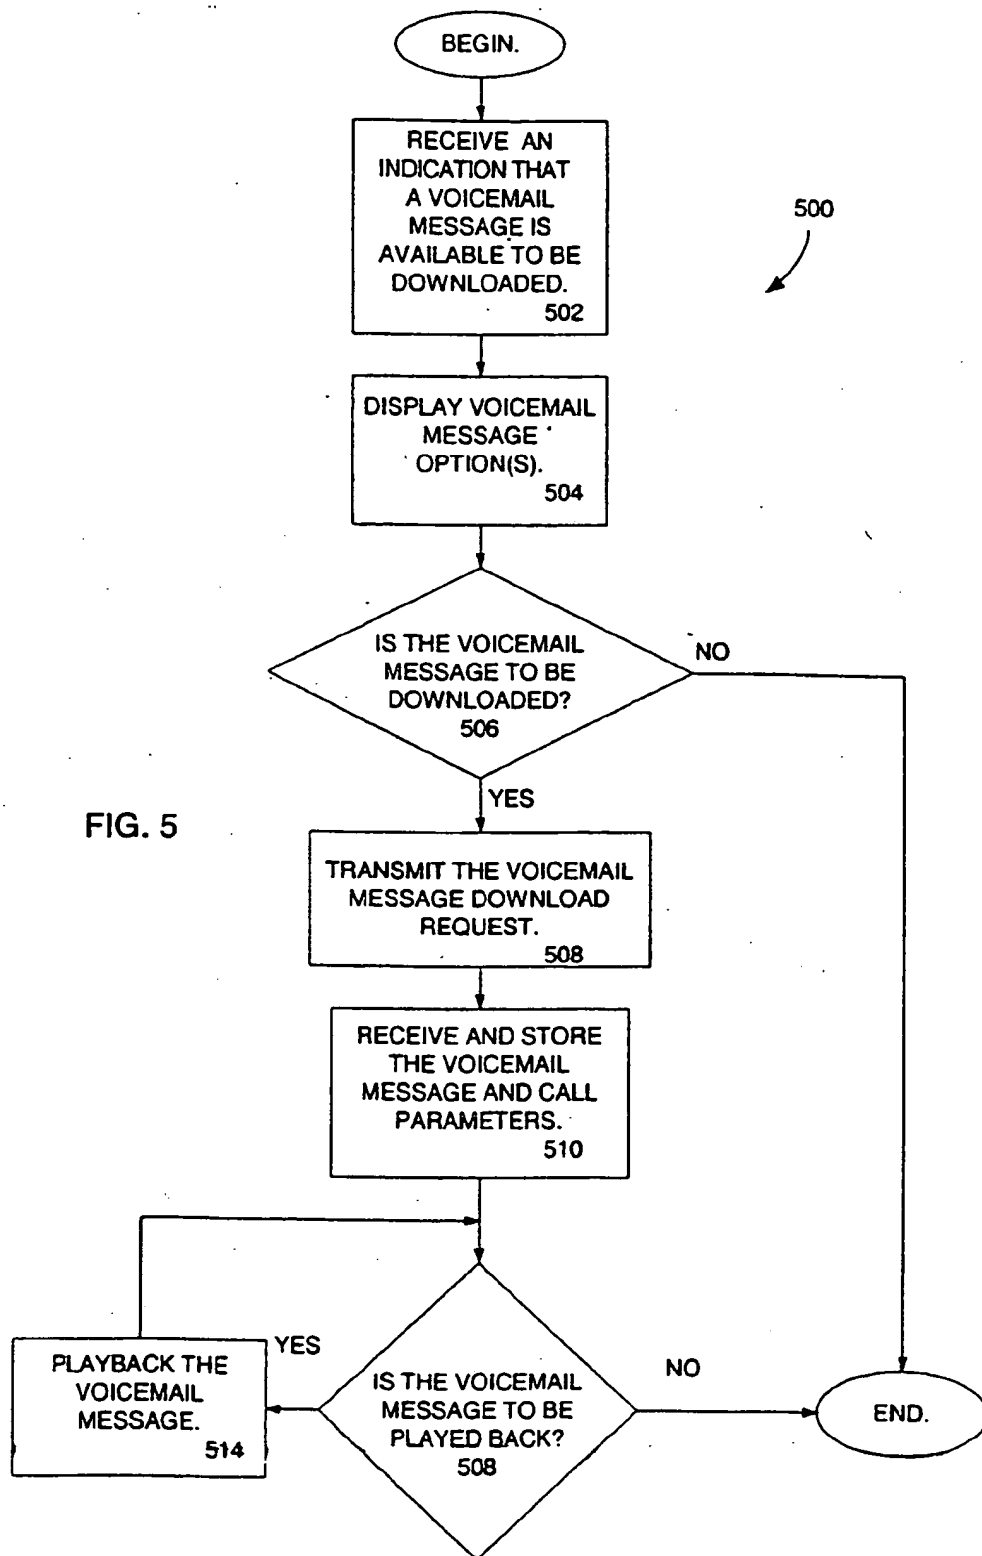 BEGIN.
RECEIVE AN
INDICATION THAT
A VOICEMAIL
MESSAGE IS
AVAILABLE TO BE
DOWNLOADED.
502
500
DISPLAY VOICEMAIL
MESSAGE
OPTION(S).
504
IS THE VOICEMAIL
MESSAGE TO BE
DOWNLOADED?
506
NO
YES
FIG. 5
TRANSMIT THE VOICEMAIL
MESSAGE DOWNLOAD
REQUEST.
508
RECEIVE AND STORE
THE VOICEMAIL
MESSAGE AND CALL
PARAMETERS.
510
YES
PLAYBACK THE
VOICEMAIL
MESSAGE.
514
IS THE VOICEMAIL
MESSAGE TO BE
PLAYED BACK?
508
NO
END.